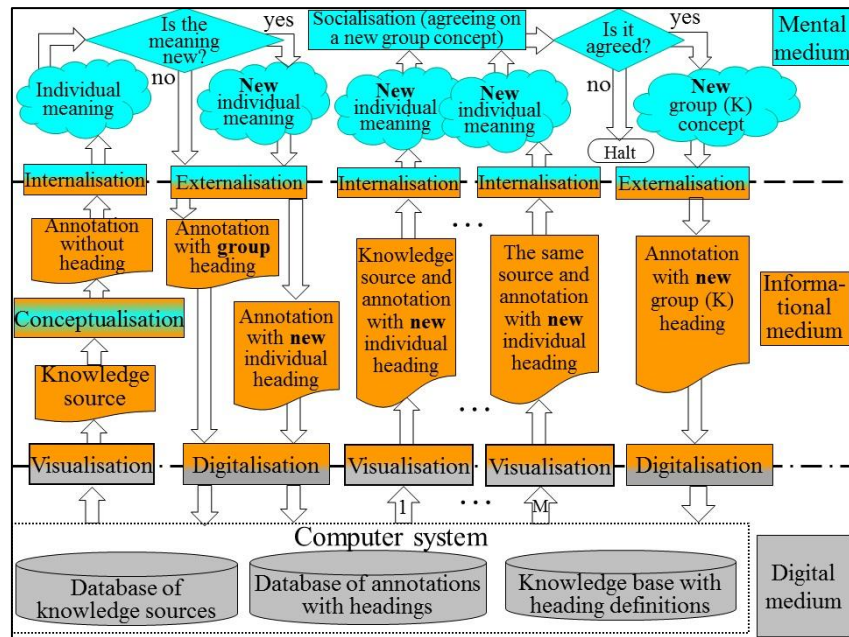 Is the
meaning
new?
yes
no
Individual
meaning
New
individual
meaning
Socialisation (agreeing on
a new group concept)
New
individual
meaning
New
individual
meaning
Is it
agreed?
yes
no
Halt
New
group (K)
concept
Mental
medium
Internalisation
Externalisation
Internalisation
Internalisation
Externalisation
Annotation
without
heading
Annotation
with group
heading
...
Conceptualisation
Knowledge
source
Annotation
with new
individual
heading
Knowledge
source and
annotation
with new
individual
heading
The same
source and
annotation
with new
individual
heading
Annotation
with new
group (K)
heading
Informa-
tional
medium
...
Visualisation
Digitalisation
Visualisation
Visualisation
Digitalisation
1
...
M
Computer system
Database of
knowledge sources
Database of annotations
with headings
Knowledge base with
heading definitions
Digital
medium